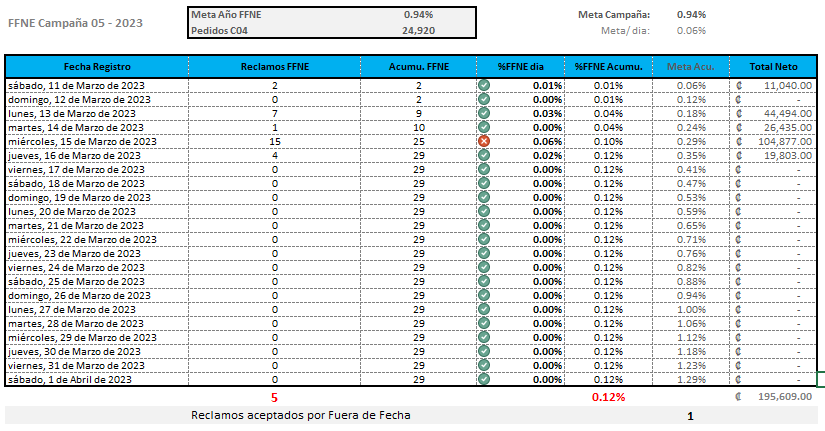 FFNE Campaña 05 - 2023
Meta Año FFNE 0.94%
Pedidos C04 24,920
Meta Campaña: 0.94%
Meta/dia: 0.06%
Fecha Registro Reclamos FFNE Acumu. FFNE %FFNE dia %FFNE Acumu. Meta Acu. Total Neto
sábado, 11 de Marzo de 2023 2 2 0.01% 0.01% 0.06% ₡ 11,040.00
domingo, 12 de Marzo de 2023 0 2 0.00% 0.01% 0.12% ₡ -
lunes, 13 de Marzo de 2023 7 9 0.03% 0.04% 0.18% ₡ 44,494.00
martes, 14 de Marzo de 2023 1 10 0.00% 0.04% 0.24% ₡ 26,435.00
miércoles, 15 de Marzo de 2023 15 25 0.06% 0.10% 0.29% ₡ 104,877.00
jueves, 16 de Marzo de 2023 4 29 0.02% 0.12% 0.35% ₡ 19,803.00
viernes, 17 de Marzo de 2023 0 29 0.00% 0.12% 0.41% ₡ -
sábado, 18 de Marzo de 2023 0 29 0.00% 0.12% 0.47% ₡ -
domingo, 19 de Marzo de 2023 0 29 0.00% 0.12% 0.53% ₡ -
lunes, 20 de Marzo de 2023 0 29 0.00% 0.12% 0.59% ₡ -
martes, 21 de Marzo de 2023 0 29 0.00% 0.12% 0.65% ₡ -
miércoles, 22 de Marzo de 2023 0 29 0.00% 0.12% 0.71% ₡ -
jueves, 23 de Marzo de 2023 0 29 0.00% 0.12% 0.76% ₡ -
viernes, 24 de Marzo de 2023 0 29 0.00% 0.12% 0.82% ₡ -
sábado, 25 de Marzo de 2023 0 29 0.00% 0.12% 0.88% ₡ -
domingo, 26 de Marzo de 2023 0 29 0.00% 0.12% 0.94% ₡ -
lunes, 27 de Marzo de 2023 0 29 0.00% 0.12% 1.00% ₡ -
martes, 28 de Marzo de 2023 0 29 0.00% 0.12% 1.06% ₡ -
miércoles, 29 de Marzo de 2023 0 29 0.00% 0.12% 1.12% ₡ -
jueves, 30 de Marzo de 2023 0 29 0.00% 0.12% 1.18% ₡ -
viernes, 31 de Marzo de 2023 0 29 0.00% 0.12% 1.23% ₡ -
sábado, 1 de Abril de 2023 0 29 0.00% 0.12% 1.29% ₡ -
5 0.12% ₡ 195,609.00
Reclamos aceptados por Fuera de Fecha 1